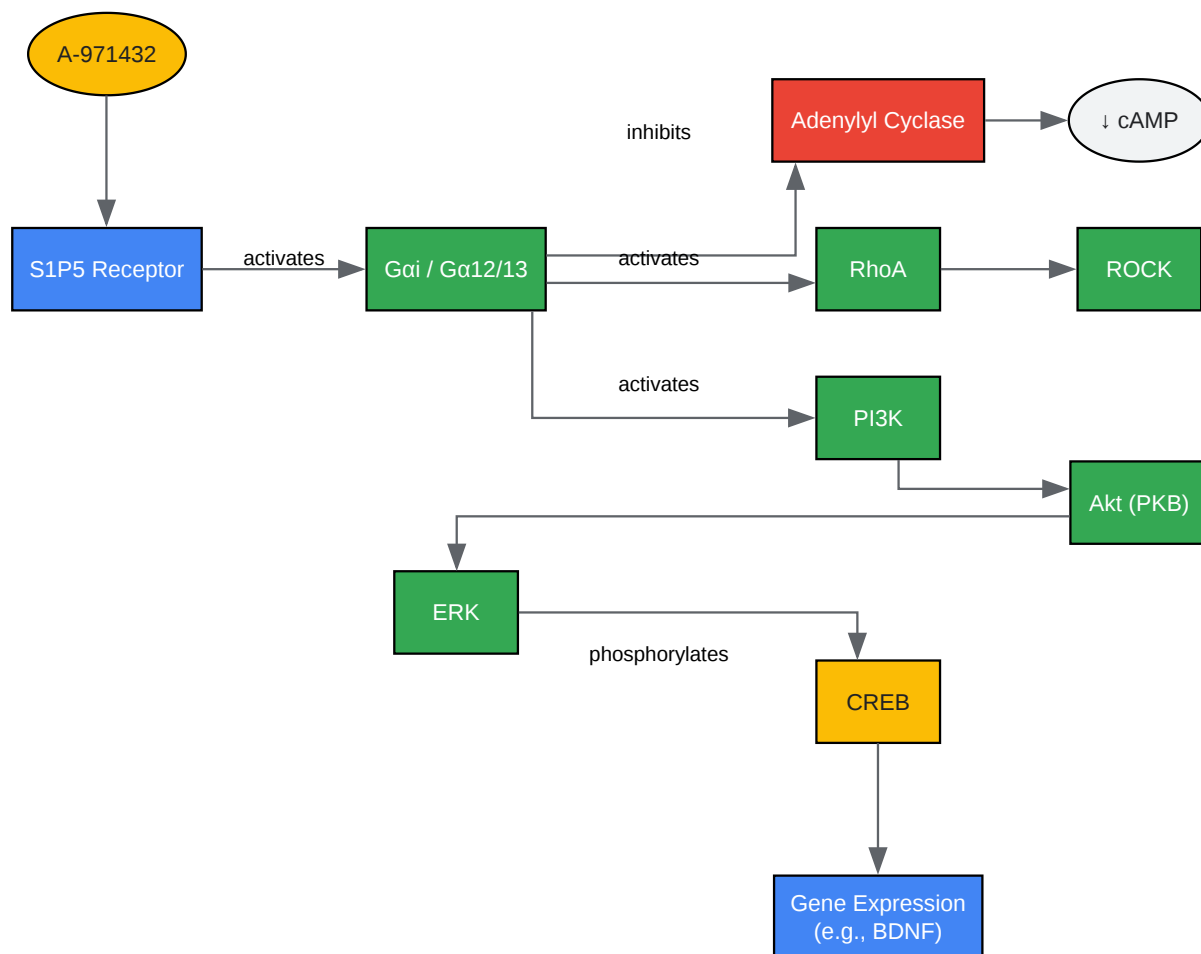 A-971432
inhibits
Adenylyl Cyclase
↓ cAMP
S1P5 Receptor
activates
Gαi / Gα12/13
activates
RhoA
ROCK
activates
PI3K
Akt (PKB)
ERK
phosphorylates
CREB
Gene Expression
(e.g., BDNF)